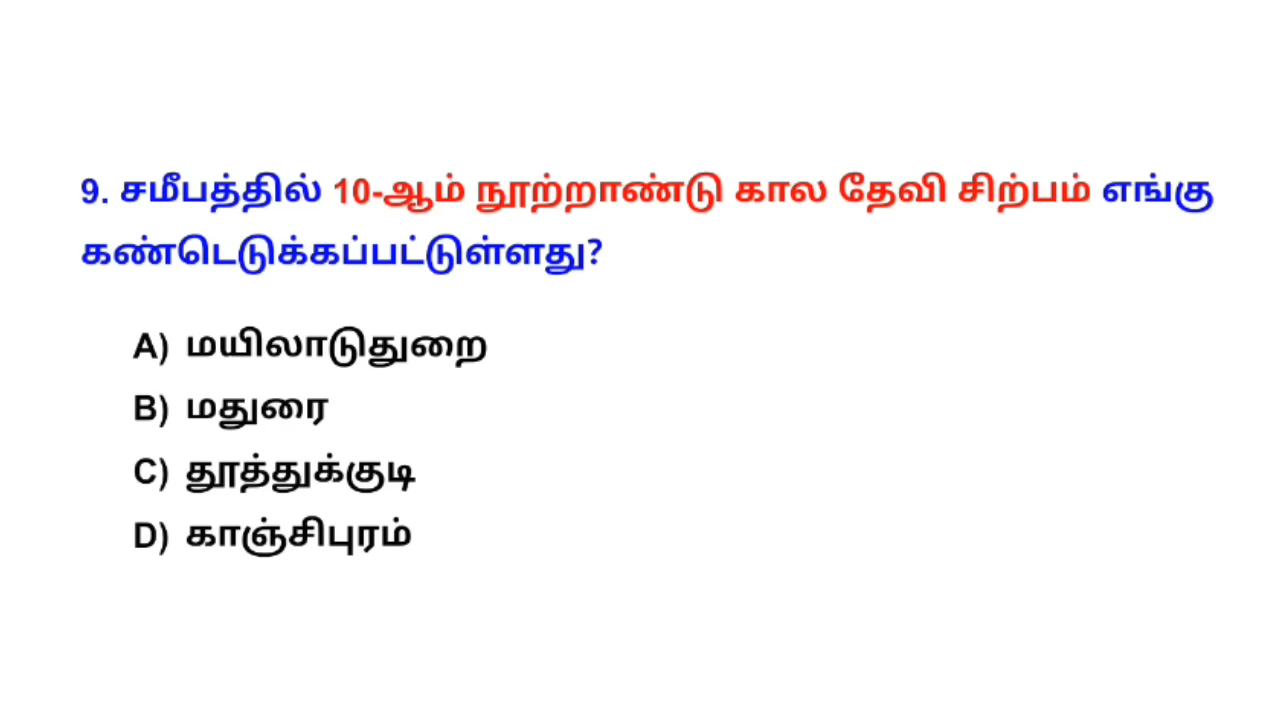 9. சமீபத்தில் 10-ஆம் நூற்றாண்டு கால தேவி சிற்பம் எங்கு
கண்டெடுக்கப்பட்டுள்ளது?
A) மயிலாடுதுறை
B) மதுரை
C) தூத்துக்குடி
D) காஞ்சிபுரம்